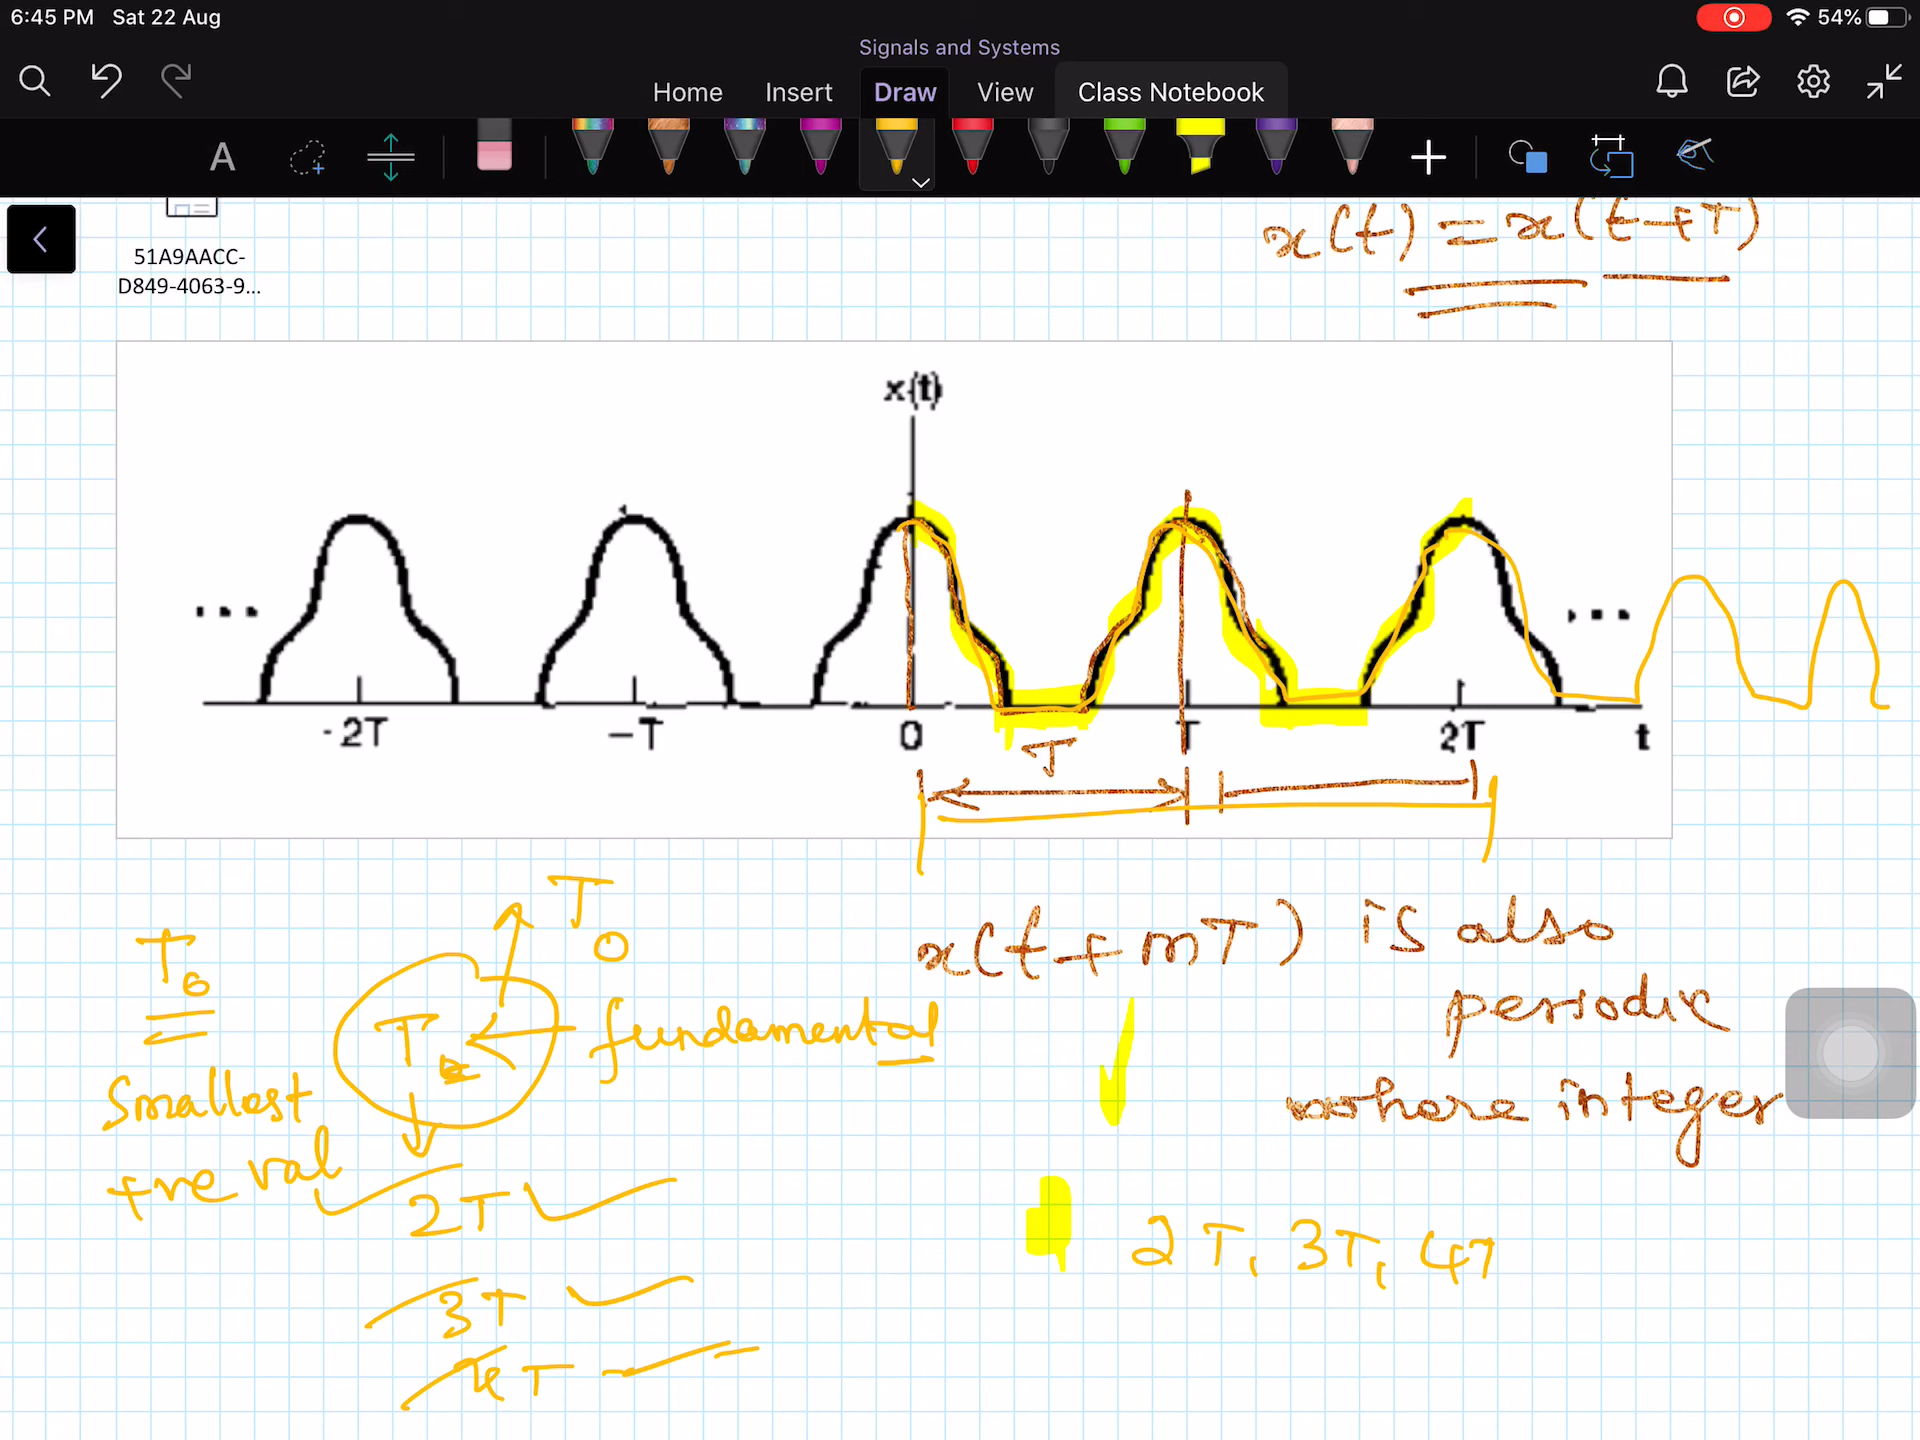 6:45 PM Sat 22 Aug 54%
Signals and Systems
Home Insert Draw View Class Notebook
A
51A9AACC-
D849-4063-9...
x(t) = x(t+T)
x(t)
... ...
-2T -T 0 T 2T t
T
x(t+mT) is also
periodic
where integer
2T, 3T, 4T
T0
T0
T
fundamental
Smallest
+ve val
2T
3T
4T